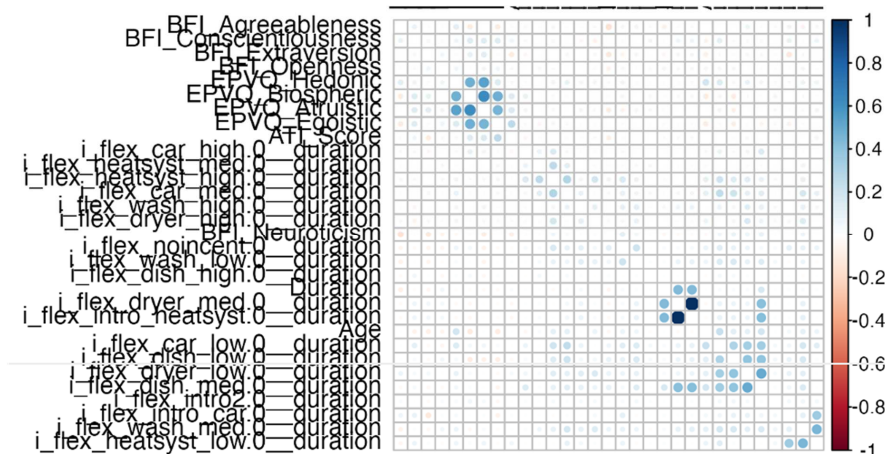 BFI_Agreeableness
BFI_Conscientiousness
BFI_Extraversion
BFI_Openness
EPVQ_Hedonic
EPVQ_Biospheric
EPVQ_Altruistic
EPVQ_Egoistic
ATI_Score
i_flex_car_high.0__duration
i_flex_heatsyst_med.0__duration
i_flex_heatsyst_high.0__duration
i_flex_car_med.0__duration
i_flex_wash_high.0__duration
i_flex_dryer_high.0__duration
BFI_Neuroticism
i_flex_noincent.0__duration
i_flex_wash_low.0__duration
i_flex_dish_high.0__duration
Duration
i_flex_dryer_med.0__duration
i_flex_intro_heatsyst.0__duration
Age
i_flex_car_low.0__duration
i_flex_dish_low.0__duration
i_flex_dryer_low.0__duration
i_flex_dish_med.0__duration
i_flex_intro2.0__duration
i_flex_intro_car.0__duration
i_flex_wash_med.0__duration
i_flex_heatsyst_low.0__duration
1
0.8
0.6
0.4
0.2
0
-0.2
-0.4
-0.6
-0.8
-1